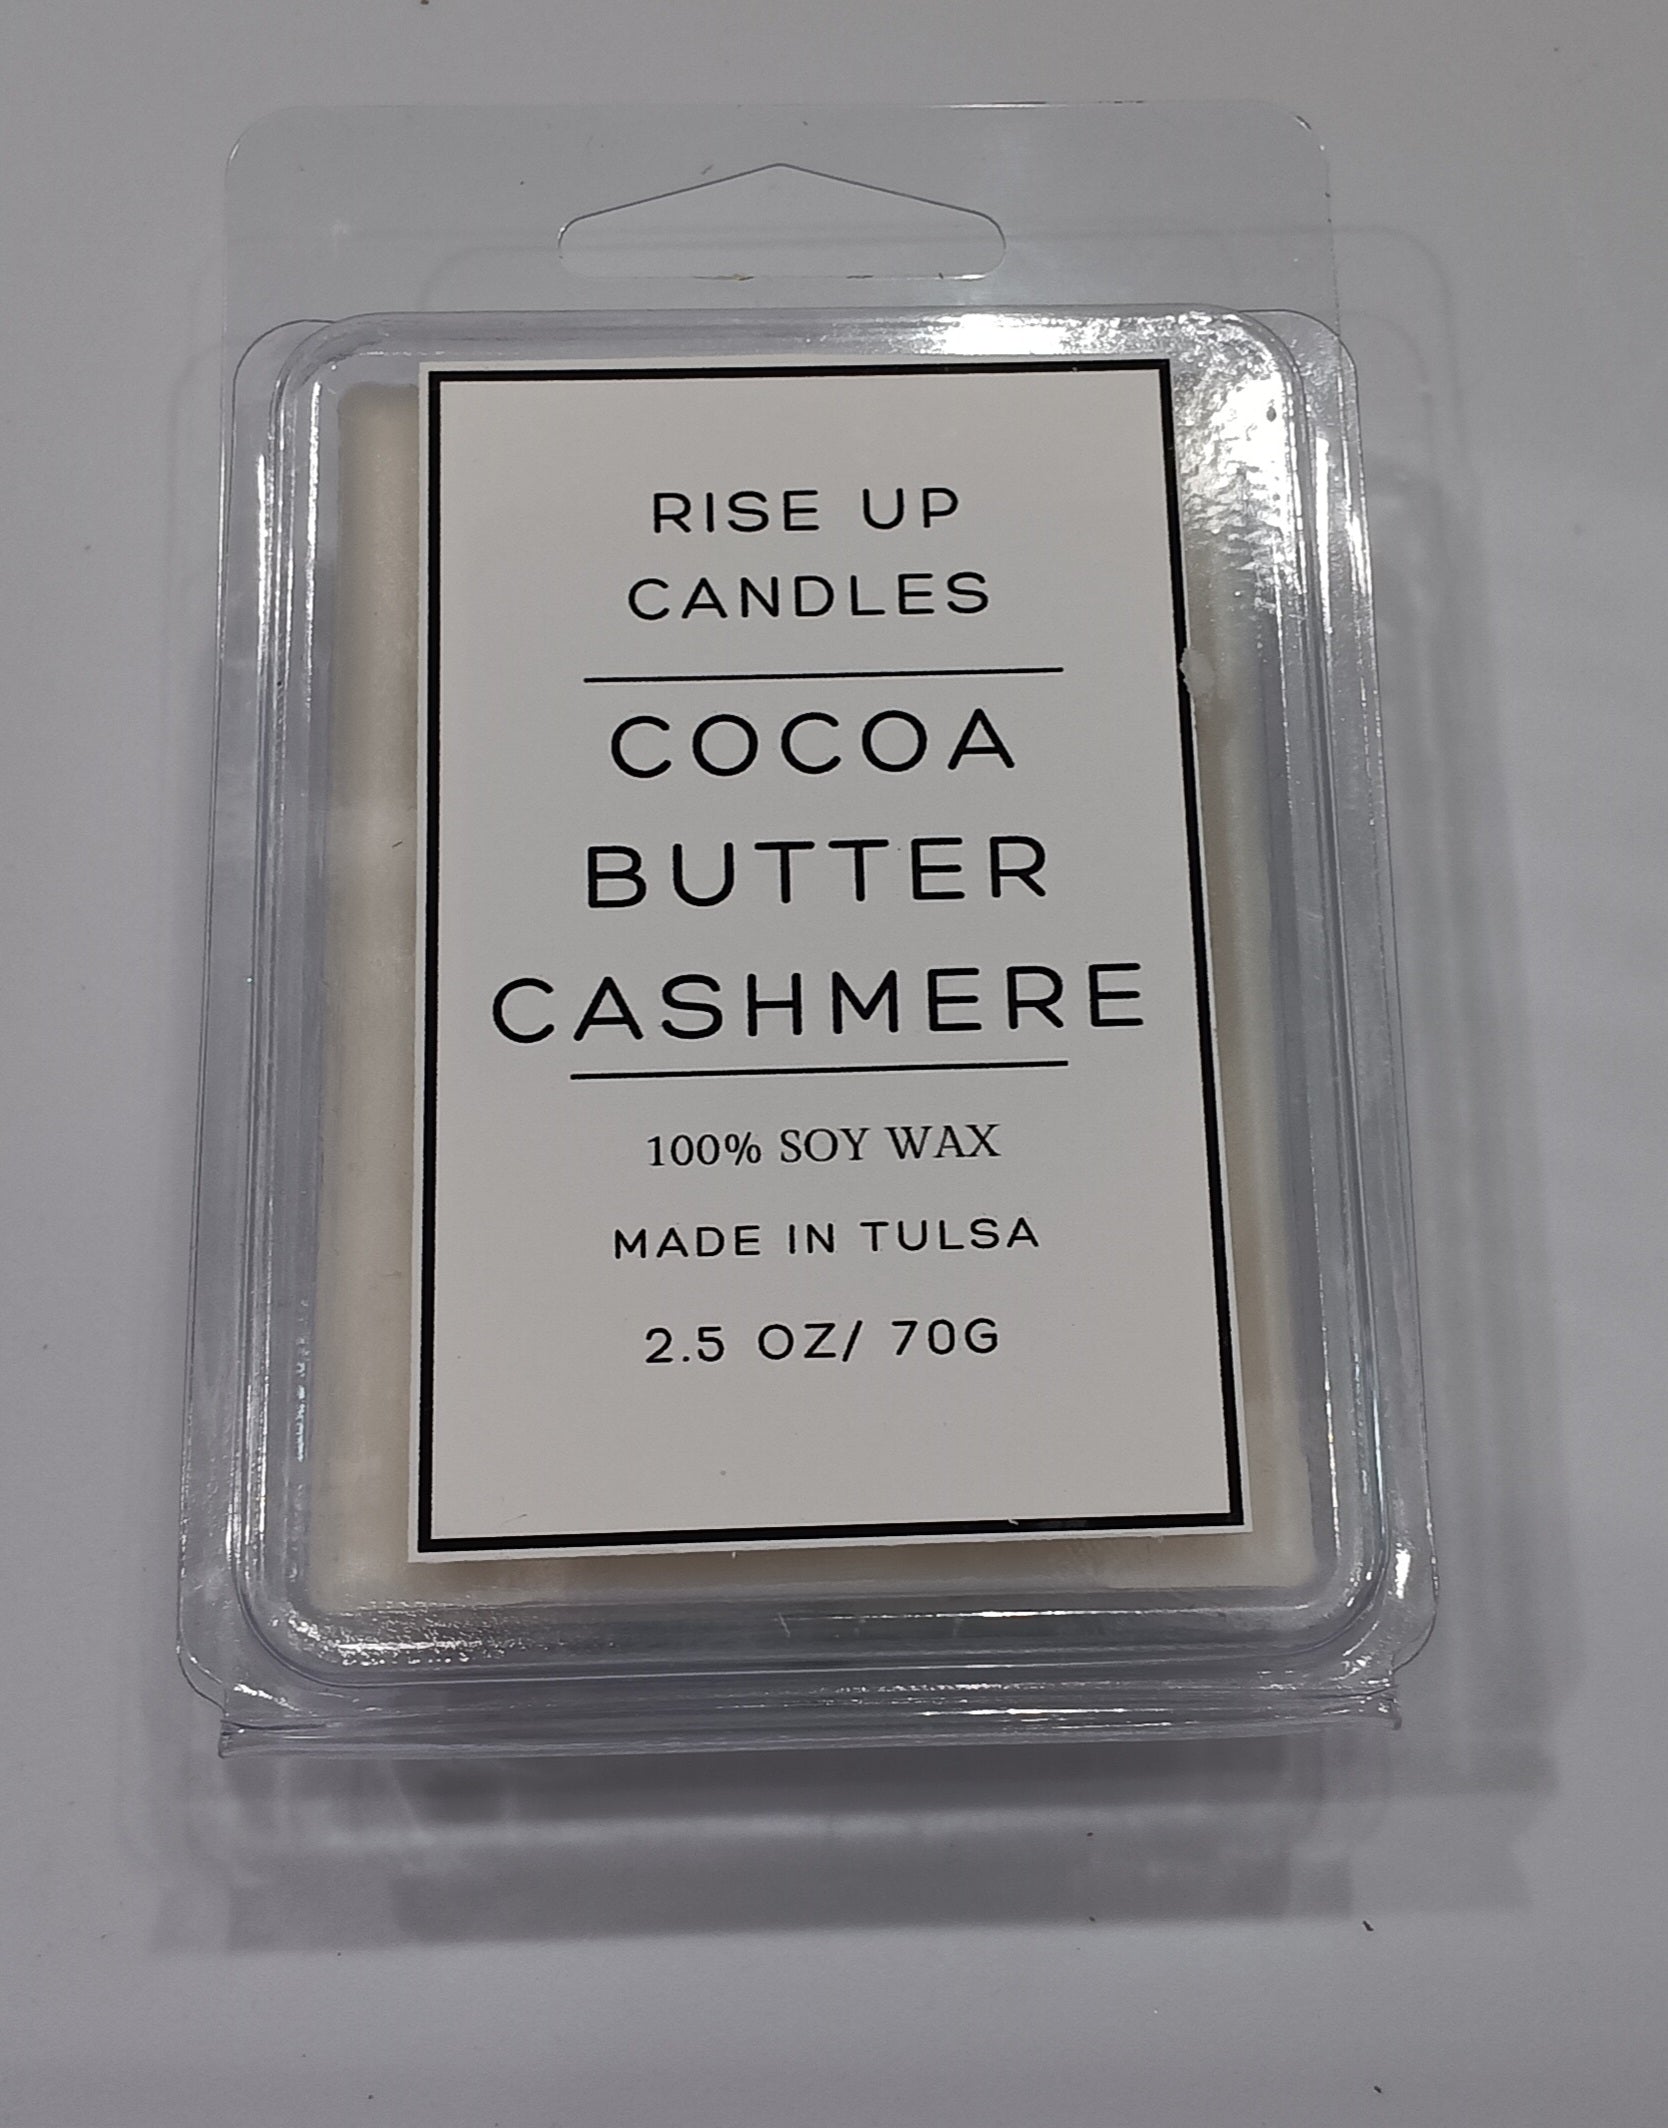 RISE UP
CANDLES
COCOA
BUTTER
CASHMERE
100% SOY WAX
MADE IN TULSA
2.5 OZ/ 70G